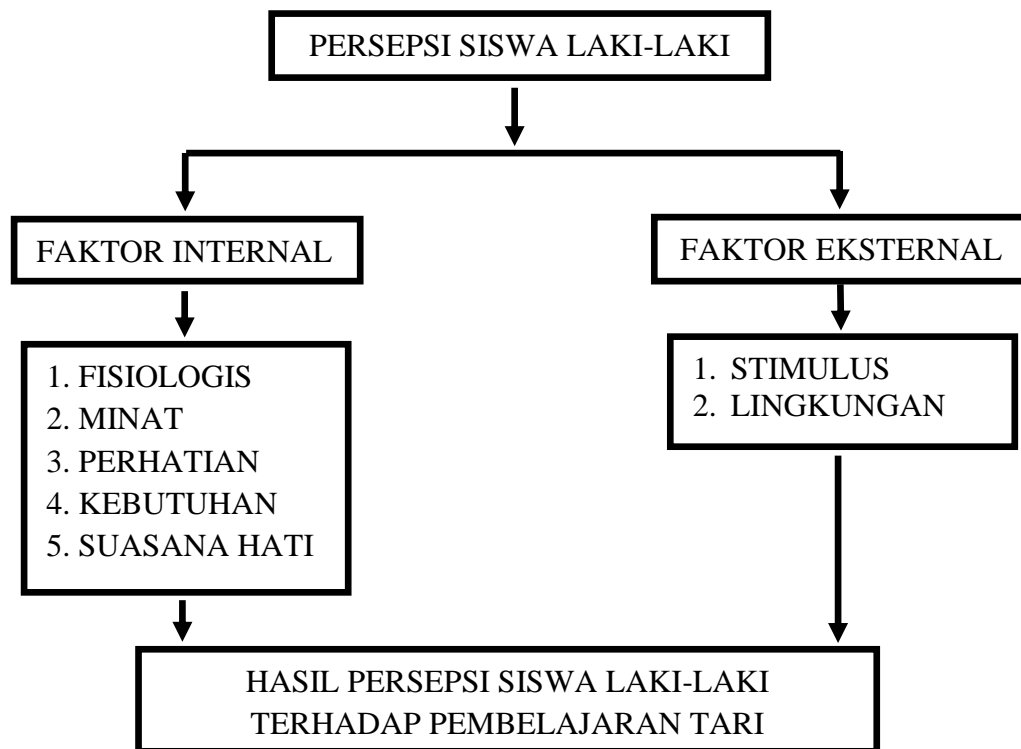 PERSEPSI SISWA LAKI-LAKI
FAKTOR INTERNAL
FAKTOR EKSTERNAL
1. FISIOLOGIS
2. MINAT
3. PERHATIAN
4. KEBUTUHAN
5. SUASANA HATI
1. STIMULUS
2. LINGKUNGAN
HASIL PERSEPSI SISWA LAKI-LAKI
TERHADAP PEMBELAJARAN TARI